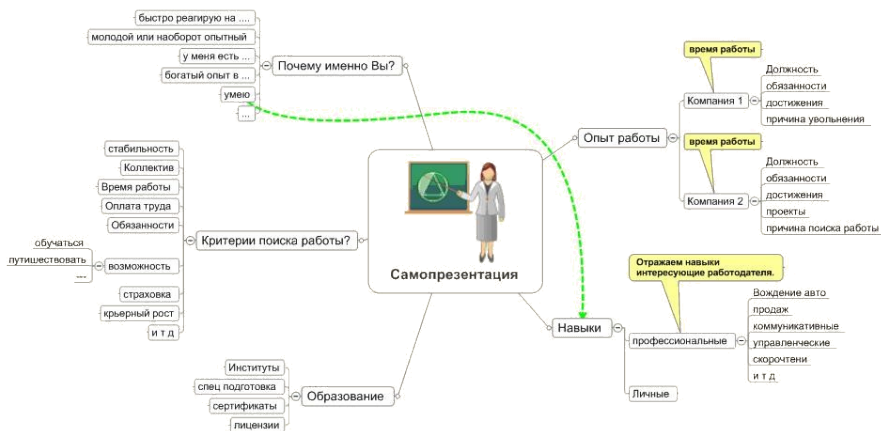 быстро реагирую на ....
молодой или наоборот опытный
у меня есть ...
богатый опыт в ...
умею
...
Почему именно Вы?
стабильность
Коллектив
Время работы
Оплата труда
Обязанности
обучаться
путишествовать
---
возможность
страховка
крьерный рост
и т д
Критерии поиска работы?
Институты
спец подготовка
сертификаты
лицензии
Образование
Самопрезентация
Опыт работы
время работы
Компания 1
Должность
обязанности
достижения
причина увольнения
время работы
Компания 2
Должность
обязанности
достижения
проекты
причина поиска работы
Навыки
Отражаем навыки
интересующие работодателя.
профессиональные
Вождение авто
продаж
коммуникативные
управленческие
скорочтени
и т д
Личные